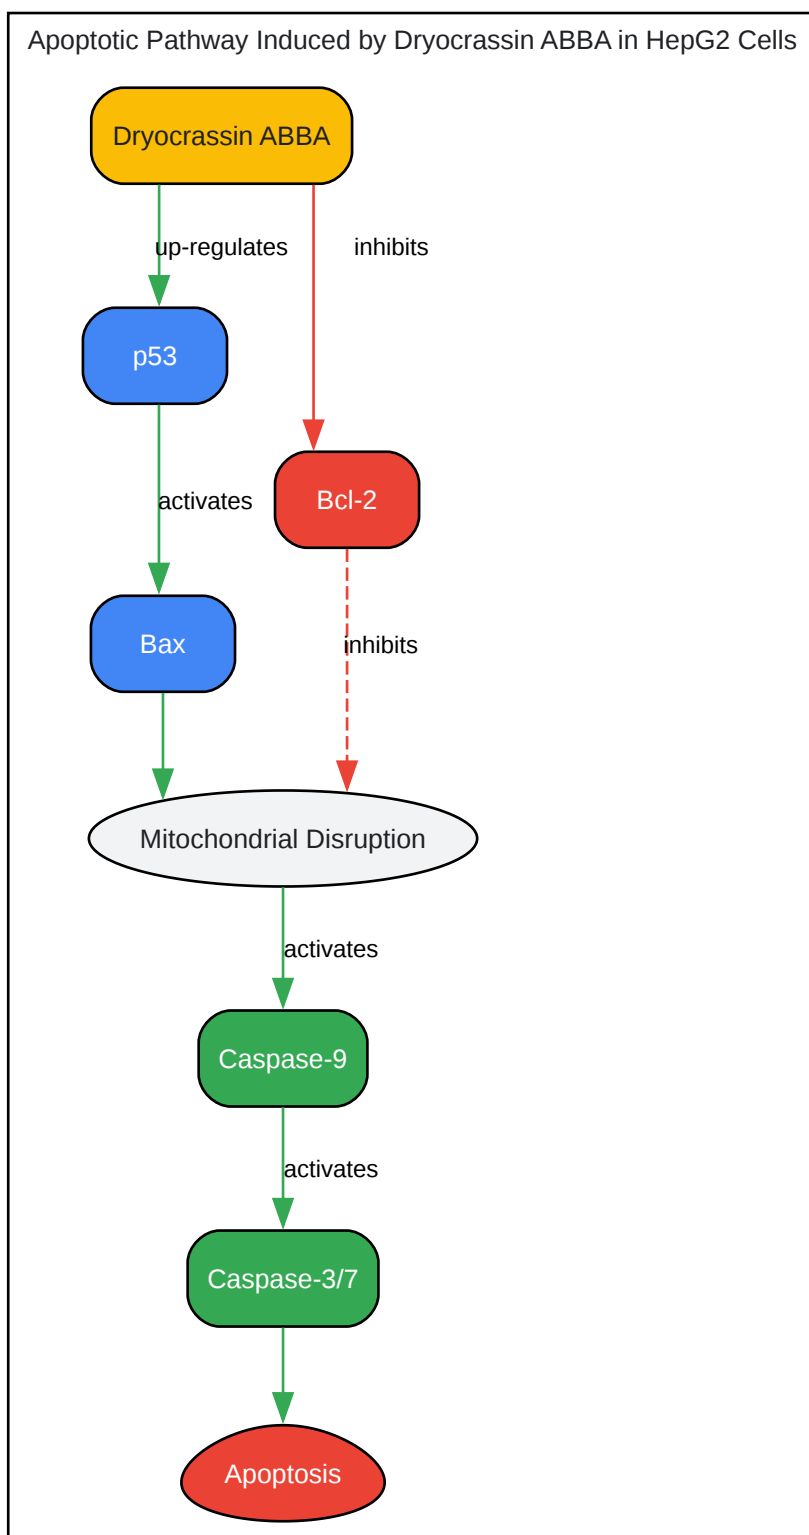 Apoptotic Pathway Induced by Dryocrassin ABBA in HepG2 Cells
Dryocrassin ABBA
up-regulates
inhibits
p53
activates
Bcl-2
Bax
inhibits
Mitochondrial Disruption
activates
Caspase-9
activates
Caspase-3/7
Apoptosis